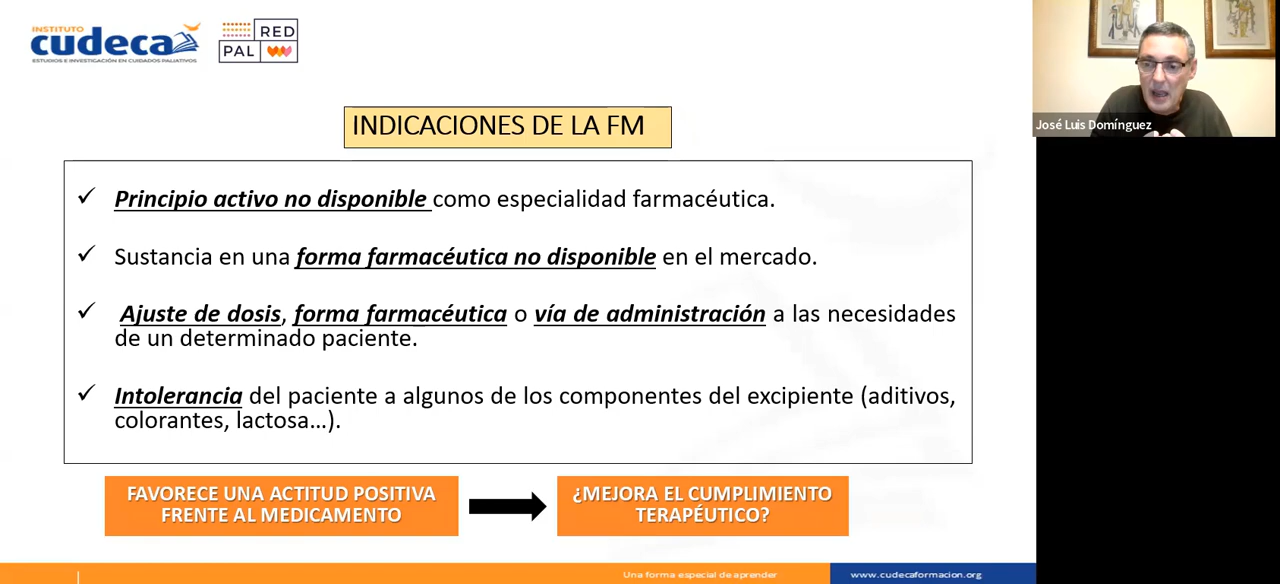 INSTITUTO
cudeca
ESTUDIOS E INVESTIGACIÓN EN CUIDADOS PALIATIVOS
RED
PAL
José Luis Domínguez
INDICACIONES DE LA FM
✓ Principio activo no disponible como especialidad farmacéutica.
✓ Sustancia en una forma farmacéutica no disponible en el mercado.
✓ Ajuste de dosis, forma farmacéutica o vía de administración a las necesidades
de un determinado paciente.
✓ Intolerancia del paciente a algunos de los componentes del excipiente (aditivos,
colorantes, lactosa…).
FAVORECE UNA ACTITUD POSITIVA
FRENTE AL MEDICAMENTO
¿MEJORA EL CUMPLIMIENTO
TERAPÉUTICO?
Una forma especial de aprender
www.cudecaformacion.org